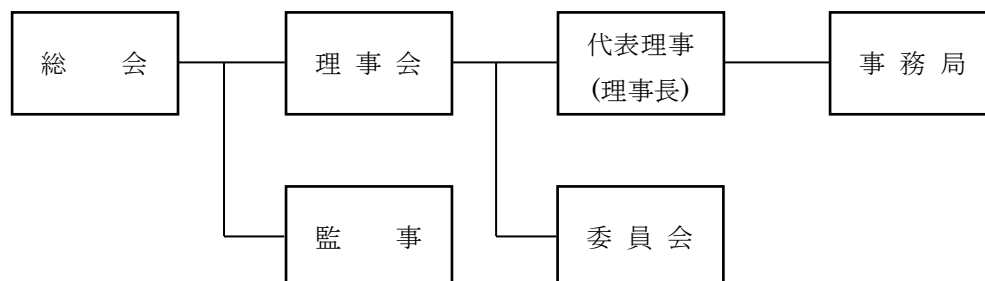 総　会
理 事 会
代表理事
(理事長)
事 務 局
監　事
委 員 会